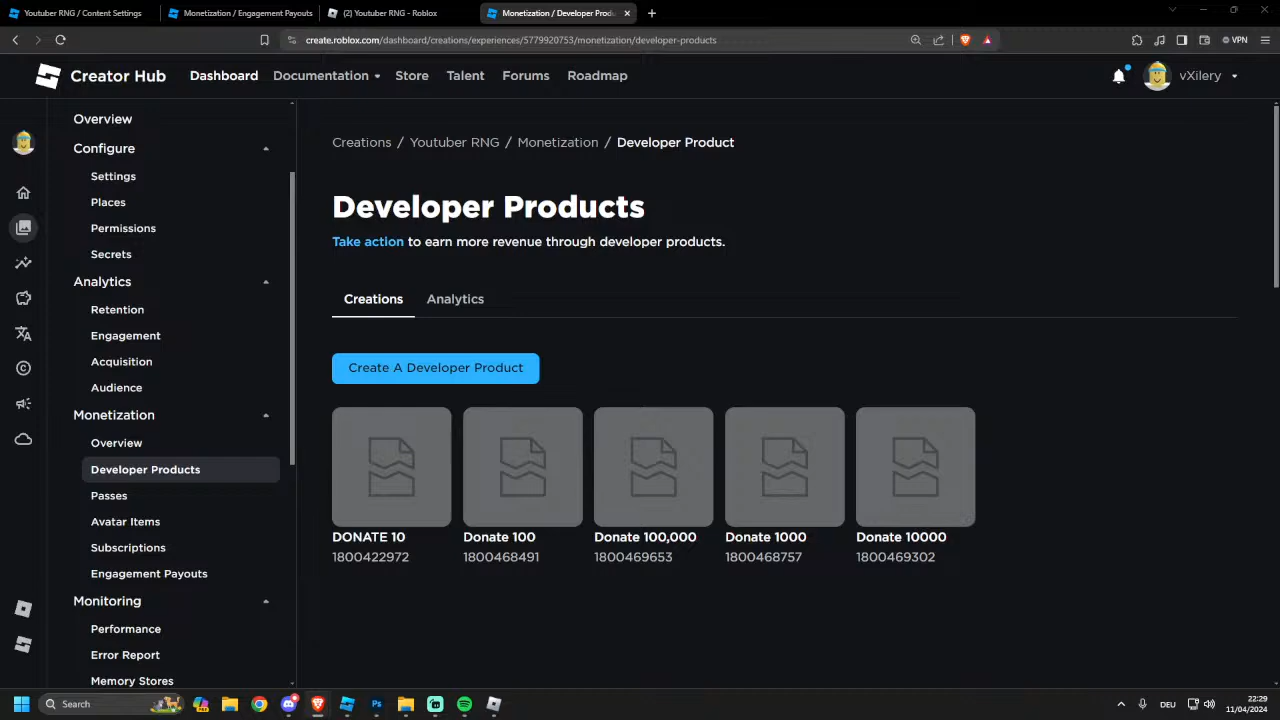 Youtuber RNG / Content Settings
Monetization / Engagement Payouts
(2) Youtuber RNG - Roblox
Monetization / Developer Prod
create.roblox.com/dashboard/creations/experiences/5779920753/monetization/developer-products
VPN
Creator Hub
Dashboard
Documentation
Store
Talent
Forums
Roadmap
vXilery
Overview
Configure
Settings
Places
Permissions
Secrets
Analytics
Retention
Engagement
Acquisition
Audience
Monetization
Overview
Developer Products
Passes
Avatar Items
Subscriptions
Engagement Payouts
Monitoring
Performance
Error Report
Memory Stores
Creations / Youtuber RNG / Monetization / Developer Product
Developer Products
Take action to earn more revenue through developer products.
Creations
Analytics
Create A Developer Product
DONATE 10
1800422972
Donate 100
1800468491
Donate 100,000
1800469653
Donate 1000
1800468757
Donate 10000
1800469302
Search
DEU
22:29
11/04/2024